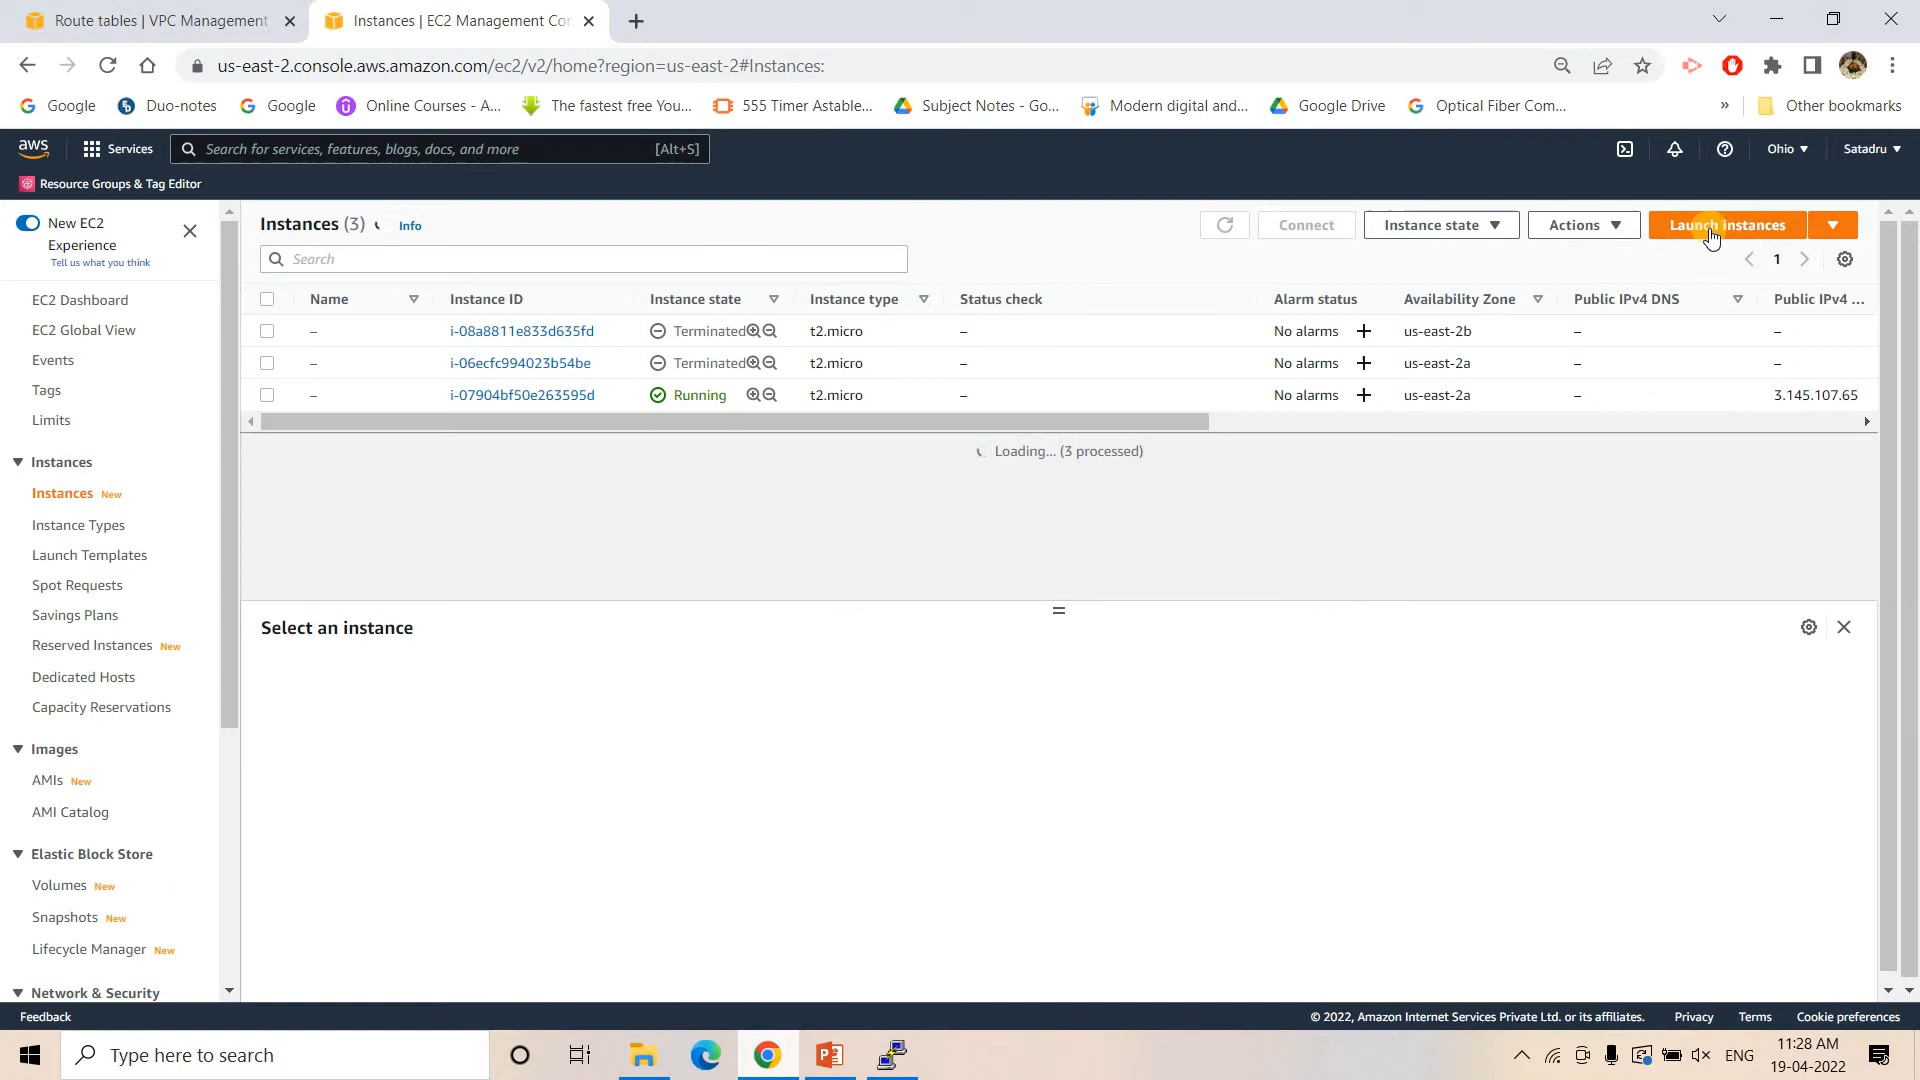 Route tables | VPC Management
Instances | EC2 Management Con
us-east-2.console.aws.amazon.com/ec2/v2/home?region=us-east-2#Instances:
Google
Duo-notes
Google
Online Courses - A...
The fastest free You...
555 Timer Astable...
Subject Notes - Go...
Modern digital and...
Google Drive
Optical Fiber Com...
»
Other bookmarks
aws
Services
Search for services, features, blogs, docs, and more
[Alt+S]
Ohio
Satadru
Resource Groups & Tag Editor
New EC2
Experience
Tell us what you think
EC2 Dashboard
EC2 Global View
Events
Tags
Limits
Instances
Instances New
Instance Types
Launch Templates
Spot Requests
Savings Plans
Reserved Instances New
Dedicated Hosts
Capacity Reservations
Images
AMIs New
AMI Catalog
Elastic Block Store
Volumes New
Snapshots New
Lifecycle Manager New
Network & Security
Instances (3) Info
Connect
Instance state
Actions
Launch instances
Search
1
Name Instance ID Instance state Instance type Status check Alarm status Availability Zone Public IPv4 DNS Public IPv4 ...
– i-08a8811e833d635fd Terminated t2.micro – No alarms + us-east-2b – –
– i-06ecfc994023b54be Terminated t2.micro – No alarms + us-east-2a – –
– i-07904bf50e263595d Running t2.micro – No alarms + us-east-2a – 3.145.107.65
Loading... (3 processed)
Select an instance
Feedback
© 2022, Amazon Internet Services Private Ltd. or its affiliates.
Privacy
Terms
Cookie preferences
Type here to search
ENG
11:28 AM
19-04-2022